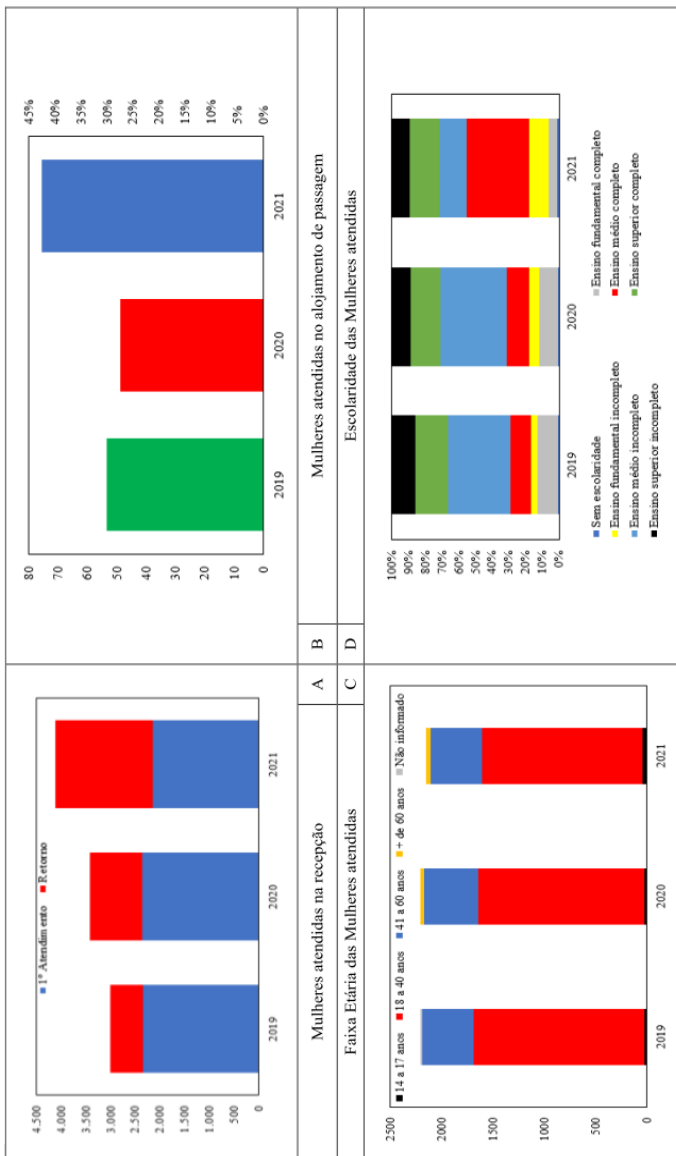 4.500
4.000
3.500
3.000
2.500
2.000
1.500
1.000
500
0
1º Atendimento Retorno
2019 2020 2021
80
70
60
50
40
30
20
10
0
45%
40%
35%
30%
25%
20%
15%
10%
5%
0%
2019 2020 2021
Mulheres atendidas na recepção
A
B
Mulheres atendidas no alojamento de passagem
Faixa Etária das Mulheres atendidas
C
D
Escolaridade das Mulheres atendidas
2500
2000
1500
1000
500
0
14 a 17 anos 18 a 40 anos 41 a 60 anos + de 60 anos Não informado
2019 2020 2021
100%
90%
80%
70%
60%
50%
40%
30%
20%
10%
0%
2019 2020 2021
Sem escolaridade Ensino fundamental completo
Ensino fundamental incompleto Ensino médio completo
Ensino médio incompleto Ensino superior completo
Ensino superior incompleto